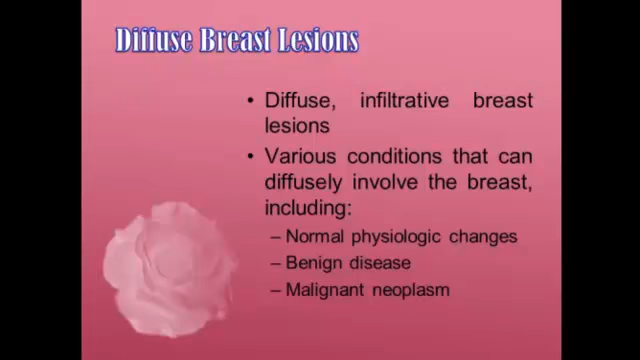 Diffuse Breast Lesions
• Diffuse, infiltrative breast
lesions
• Various conditions that can
diffusely involve the breast,
including:
– Normal physiologic changes
– Benign disease
– Malignant neoplasm